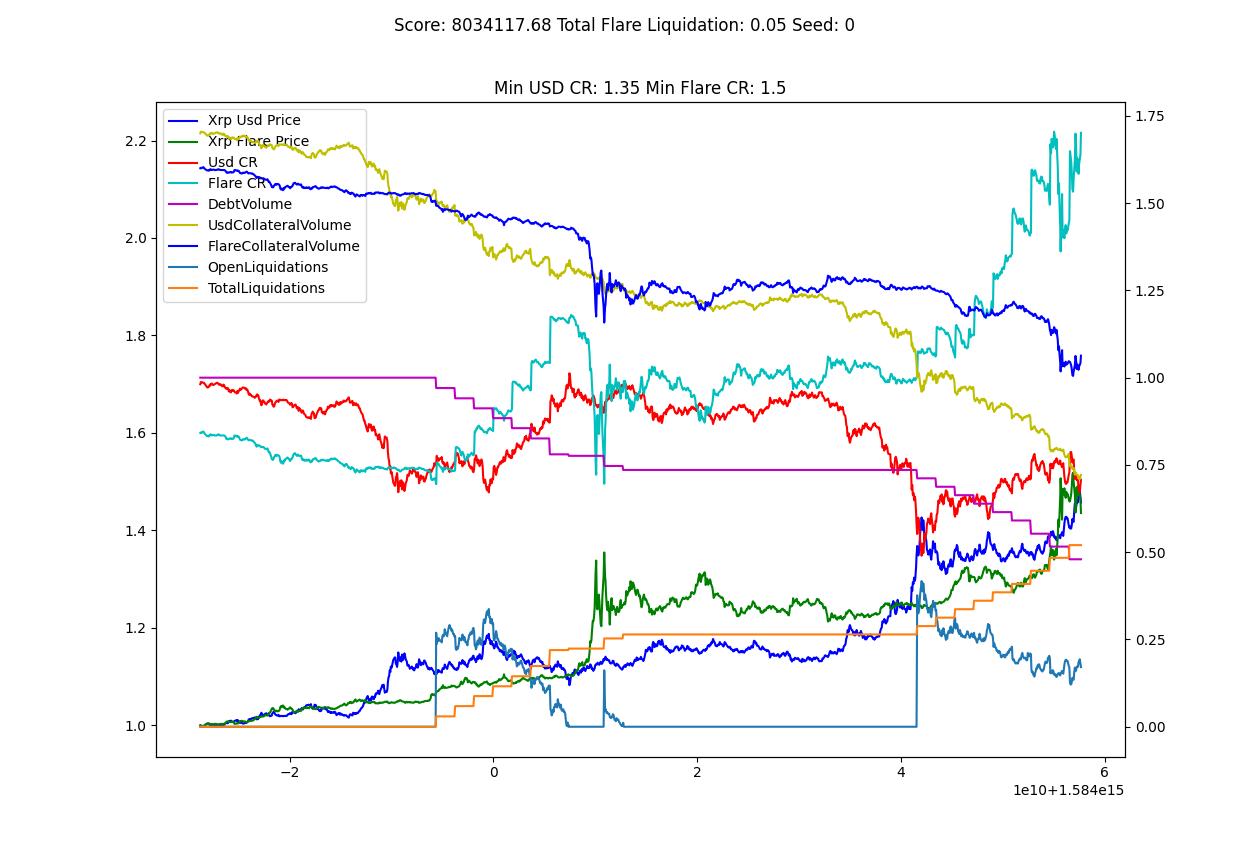 Score: 8034117.68 Total Flare Liquidation: 0.05 Seed: 0
Min USD CR: 1.35 Min Flare CR: 1.5
Xrp Usd Price
Xrp Flare Price
Usd CR
Flare CR
DebtVolume
UsdCollateralVolume
FlareCollateralVolume
OpenLiquidations
TotalLiquidations
2.2
2.0
1.8
1.6
1.4
1.2
1.0
1.75
1.50
1.25
1.00
0.75
0.50
0.25
0.00
−2 0 2 4 6
1e10+1.584e15